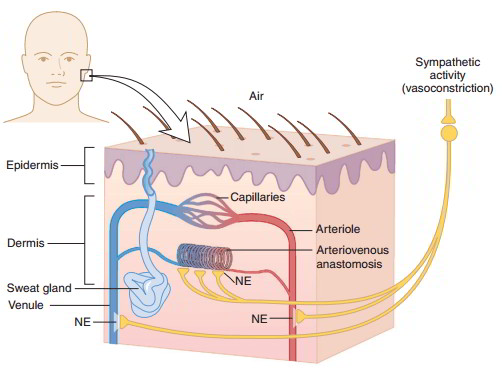 Sympathetic
activity
(vasoconstriction)
Air
Epidermis
Capillaries
Arteriole
Dermis
Arteriovenous
anastomosis
NE
Sweat gland
Venule
NE
NE